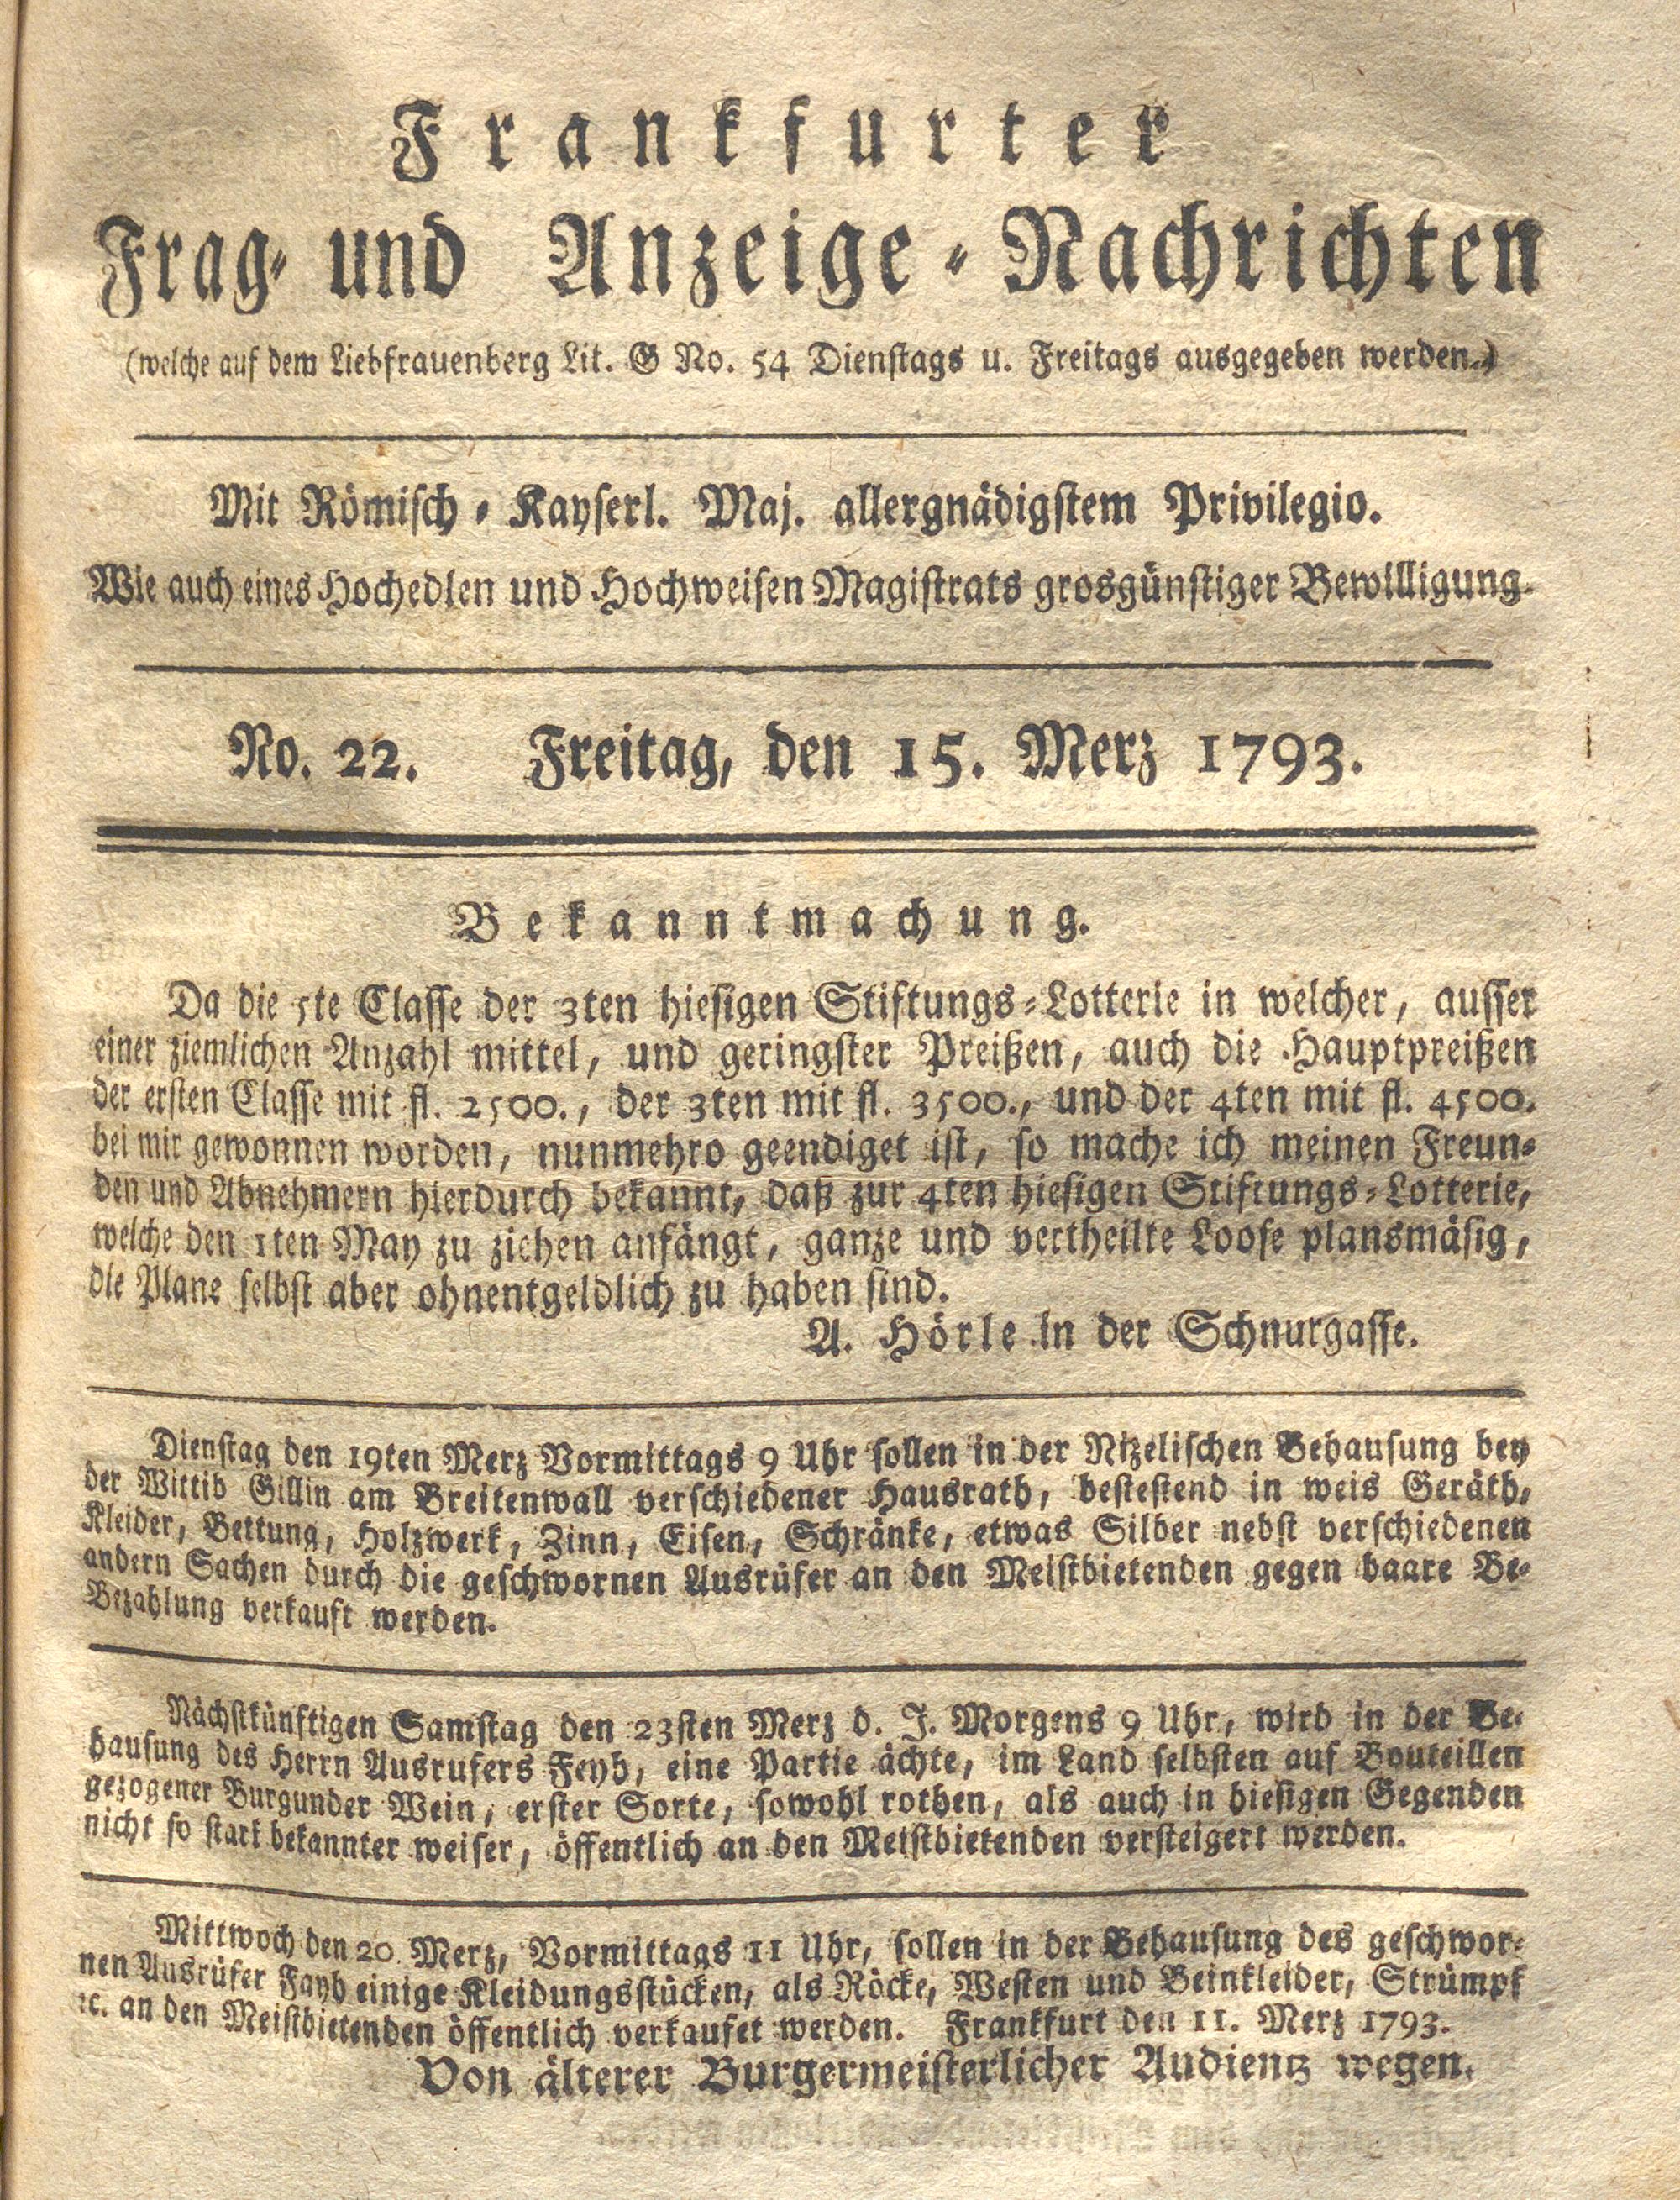 Frankfurter
Frag- und Anzeige-Nachrichten
(welche auf dem Liebfrauenberg Lit. G No. 54 Dienstags u. Freitags ausgegeben werden.)
Mit Römisch-Kayserl. Maj. allergnädigstem Privilegio.
Wie auch eines Hochedlen und Hochweisen Magistrats grosgünstiger Bewilligung.
No. 22. Freitag, den 15. Merz 1793.
Bekanntmachung.
Da die 5te Classe der 3ten hiesigen Stiftungs-Lotterie in welcher, ausser
einer ziemlichen Anzahl mittel, und geringster Preißen, auch die Hauptpreißen
der ersten Classe mit fl. 2500., der 3ten mit fl. 3500., und der 4ten mit fl. 4500.
bei mir gewonnen worden, nunmehro geendiget ist, so mache ich meinen Freun-
den und Abnehmern hierdurch bekannt, daß zur 4ten hiesigen Stiftungs-Lotterie,
welche den 1ten May zu ziehen anfängt, ganze und vertheilte Loose plansmäsig,
die Plane selbst aber ohnentgeldlich zu haben sind.
A. Hörle in der Schnurgasse.
Dienstag den 19ten Merz Vormittags 9 Uhr sollen in der Nizelischen Behausung bey
der Wittib Gillin am Breitenwall verschiedener Hausrath, bestestend in weis Geräth,
Kleider, Bettung, Holzwerk, Zinn, Eisen, Schränke, etwas Silber nebst verschiedenen
andern Sachen durch die geschwornen Ausrüfer an den Meistbietenden gegen baare Be-
Bezahlung verkauft werden.
Nächstkünftigen Samstag den 23sten Merz d. J. Morgens 9 Uhr, wird in der Be-
hausung des Herrn Ausrufers Feyh, eine Partie ächte, im Land selbsten auf Bouteillen
gezogener Burgunder Wein, erster Sorte, sowohl rothen, als auch in hiesigen Gegenden
nicht so stark bekannter weiser, öffentlich an den Meistbietenden versteigert werden.
Mittwoch den 20. Merz, Vormittags 11 Uhr, sollen in der Behausung des geschwor-
nen Ausrüfer Fayh einige Kleidungsstücken, als Röcke, Westen und Beinkleider, Strümpf
ꝛc. an den Meistbietenden öffentlich verkaufet werden. Frankfurt den 11. Merz 1793.
Von älterer Burgermeisterlicher Audientz wegen.